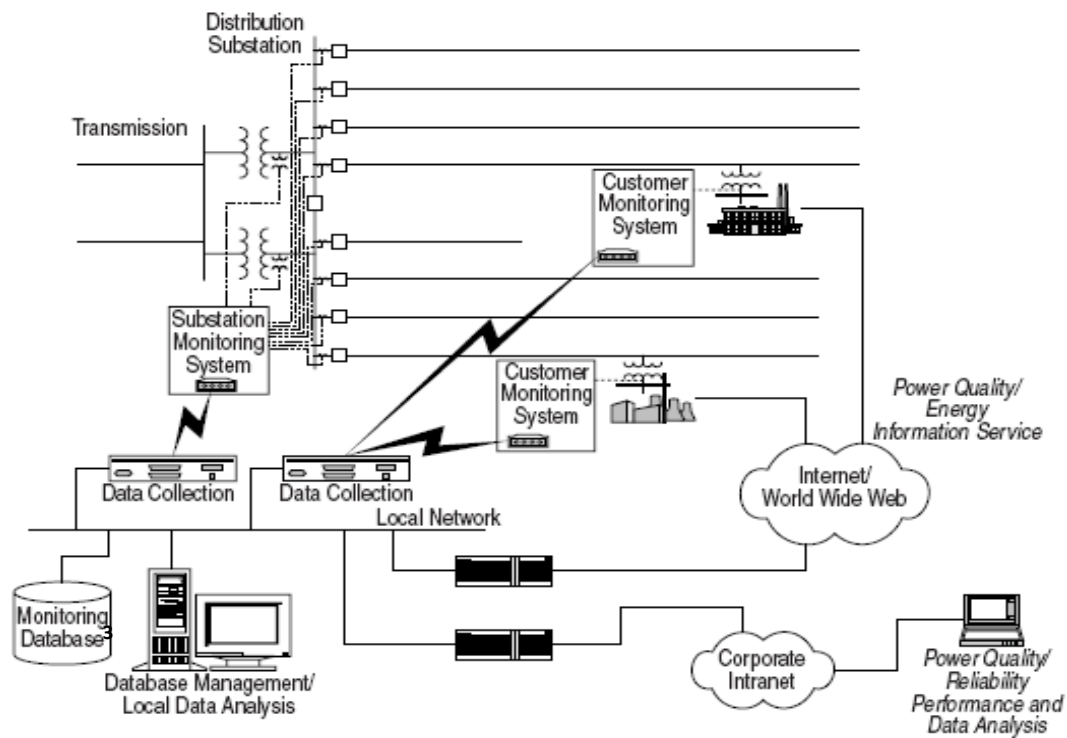 Distribution
Substation
Transmission
Customer
Monitoring
System
Substation
Monitoring
System
Customer
Monitoring
System
Power Quality/
Energy
Information Service
Internet/
World Wide Web
Data Collection
Data Collection
Local Network
Monitoring
Database
3
Database Management/
Local Data Analysis
Corporate
Intranet
Power Quality/
Reliability
Performance and
Data Analysis